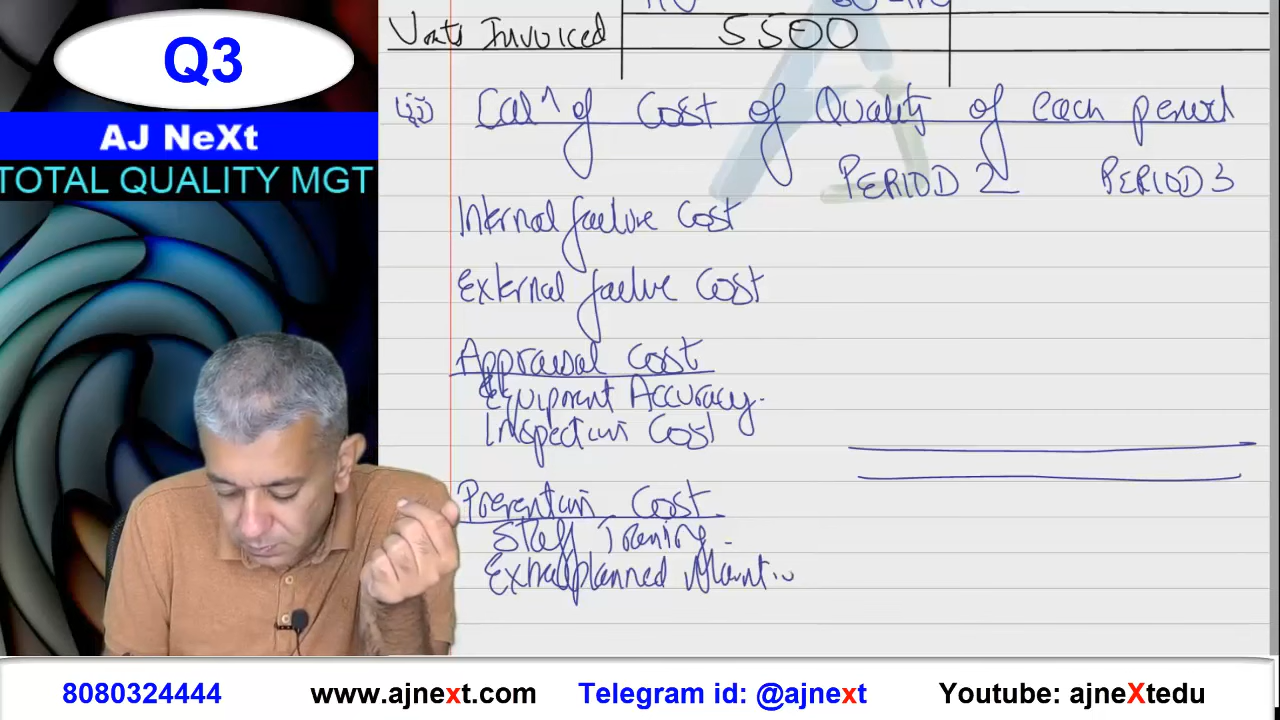 Q3
AJ NeXt
TOTAL QUALITY MGT
Units Invoiced 5500
(ii) Calⁿ of Cost of Quality of each period
PERIOD 2 PERIOD 3
Internal failure Cost
External failure Cost
Appraisal Cost
Equipment Accuracy.
Inspection Cost
Prevention Cost
Staff Training -
Extra planned Maint..
8080324444 www.ajnext.com Telegram id: @ajnext Youtube: ajneXtedu